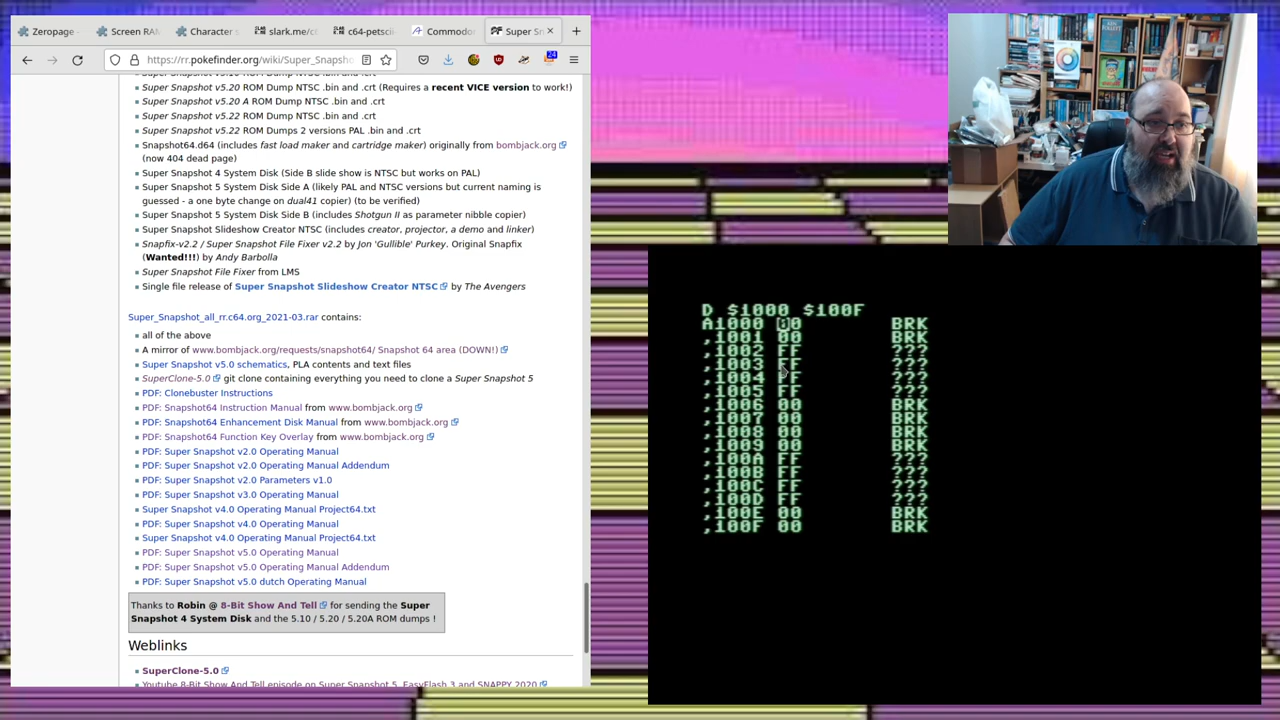 Zeropage
Screen RAM
Character s
slark.me/c
c64-petsci
Commodor
Super Sn
https://rr.pokefinder.org/wiki/Super_Snapsho
24
Super Snapshot v5.20 ROM Dump NTSC .bin and .crt (Requires a recent VICE version to work!)
Super Snapshot v5.20 A ROM Dump NTSC .bin and .crt
Super Snapshot v5.22 ROM Dump NTSC .bin and .crt
Super Snapshot v5.22 ROM Dumps 2 versions PAL .bin and .crt
Snapshot64.d64 (includes fast load maker and cartridge maker) originally from bombjack.org
(now 404 dead page)
Super Snapshot 4 System Disk (Side B slide show is NTSC but works on PAL)
Super Snapshot 5 System Disk Side A (likely PAL and NTSC versions but current naming is
guessed - a one byte change on dual41 copier) (to be verified)
Super Snapshot 5 System Disk Side B (includes Shotgun II as parameter nibble copier)
Super Snapshot Slideshow Creator NTSC (includes creator, projector, a demo and linker)
Snapfix-v2.2 / Super Snapshot File Fixer v2.2 by Jon 'Gullible' Purkey. Original Snapfix
(Wanted!!!) by Andy Barbolla
Super Snapshot File Fixer from LMS
Single file release of Super Snapshot Slideshow Creator NTSC by The Avengers
Super_Snapshot_all_rr.c64.org_2021-03.rar contains:
all of the above
A mirror of www.bombjack.org/requests/snapshot64/ Snapshot 64 area (DOWN!)
Super Snapshot v5.0 schematics, PLA contents and text files
SuperClone-5.0 git clone containing everything you need to clone a Super Snapshot 5
PDF: Clonebuster Instructions
PDF: Snapshot64 Instruction Manual from www.bombjack.org
PDF: Snapshot64 Enhancement Disk Manual from www.bombjack.org
PDF: Snapshot64 Function Key Overlay from www.bombjack.org
PDF: Super Snapshot v2.0 Operating Manual
PDF: Super Snapshot v2.0 Operating Manual Addendum
PDF: Super Snapshot v2.0 Parameters v1.0
PDF: Super Snapshot v3.0 Operating Manual
Super Snapshot v4.0 Operating Manual Project64.txt
PDF: Super Snapshot v4.0 Operating Manual
Super Snapshot v4.0 Operating Manual Project64.txt
PDF: Super Snapshot v5.0 Operating Manual
PDF: Super Snapshot v5.0 Operating Manual Addendum
PDF: Super Snapshot v5.0 dutch Operating Manual
Thanks to Robin @ 8-Bit Show And Tell for sending the Super
Snapshot 4 System Disk and the 5.10 / 5.20 / 5.20A ROM dumps !
Weblinks
SuperClone-5.0
Youtube 8-Bit Show And Tell episode on Super Snapshot 5, EasyFlash 3 and SNAPPY 2020
D $1000 $100F
A1000 00 BRK
,1001 00 BRK
,1002 FF ???
,1003 FF ???
,1004 FF ???
,1005 FF ???
,1006 00 BRK
,1007 00 BRK
,1008 00 BRK
,1009 00 BRK
,100A FF ???
,100B FF ???
,100C FF ???
,100D FF ???
,100E 00 BRK
,100F 00 BRK